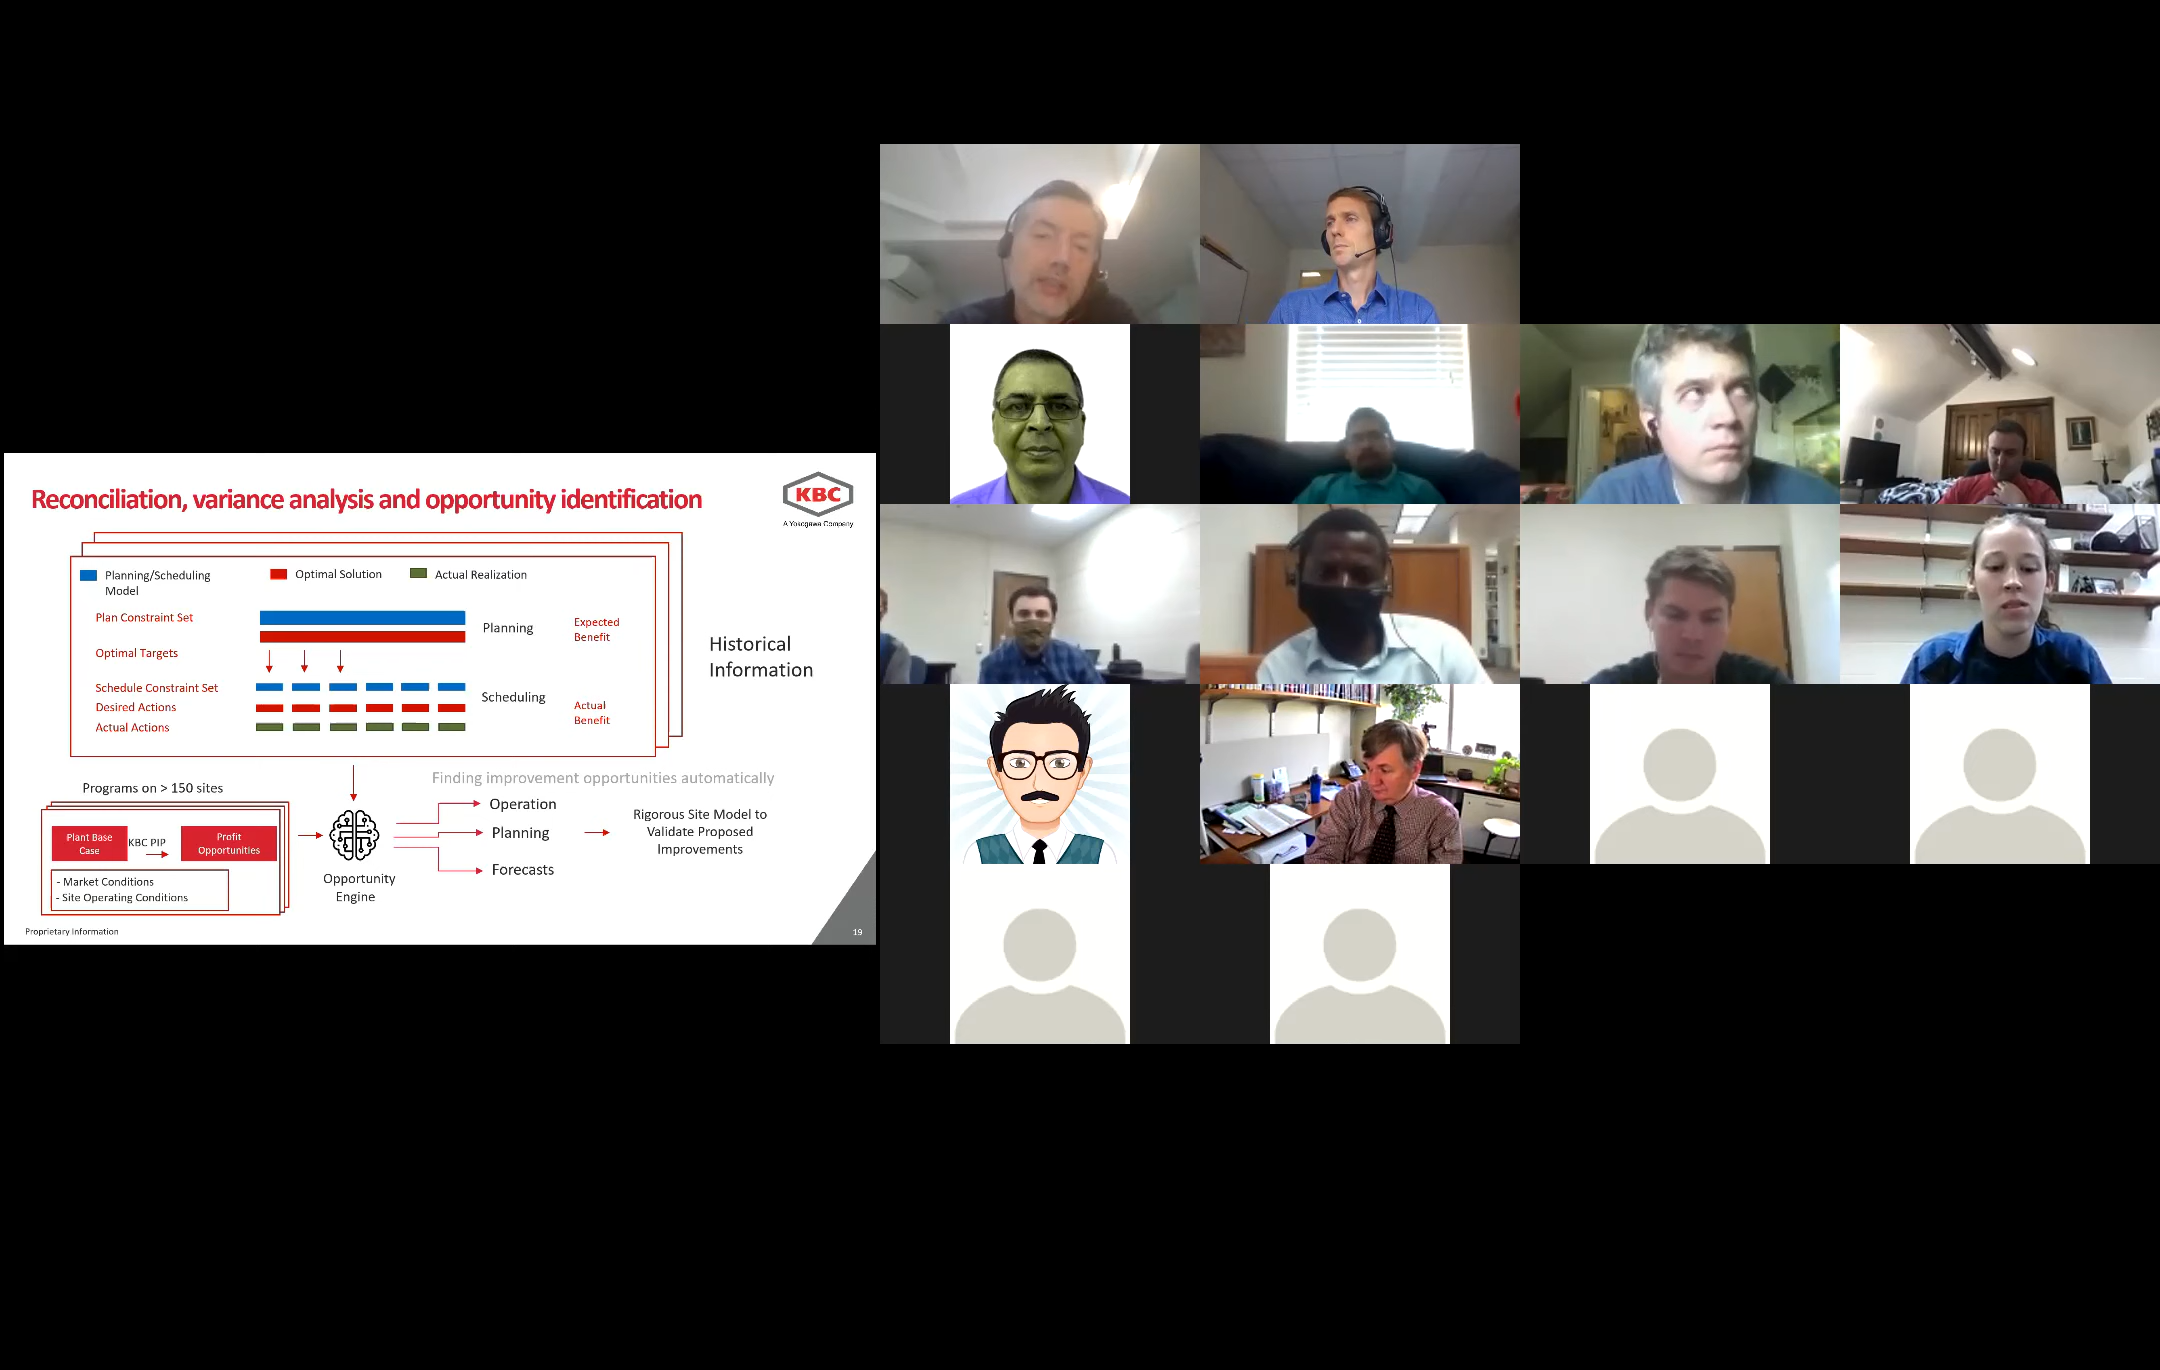 Reconciliation, variance analysis and opportunity identification
KBC
A Yokogawa Company
Planning/Scheduling
Model
Optimal Solution
Actual Realization
Plan Constraint Set
Planning
Expected
Benefit
Optimal Targets
Historical
Information
Schedule Constraint Set
Scheduling
Desired Actions
Actual
Benefit
Actual Actions
Finding improvement opportunities automatically
Programs on > 150 sites
Plant Base
Case
KBC PIP
Profit
Opportunities
- Market Conditions
- Site Operating Conditions
Opportunity
Engine
Operation
Planning
Forecasts
Rigorous Site Model to
Validate Proposed
Improvements
Proprietary Information
19